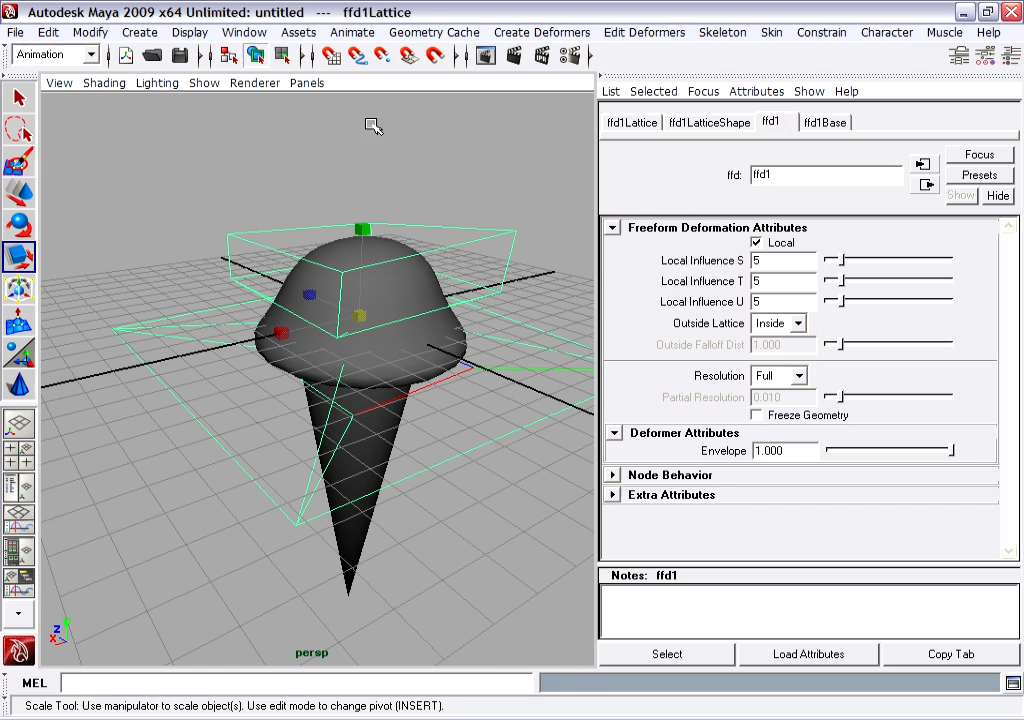 Autodesk Maya 2009 x64 Unlimited: untitled --- ffd1Lattice
File Edit Modify Create Display Window Assets Animate Geometry Cache Create Deformers Edit Deformers Skeleton Skin Constrain Character Muscle Help
Animation
View Shading Lighting Show Renderer Panels
List Selected Focus Attributes Show Help
ffd1Lattice ffd1LatticeShape ffd1 ffd1Base
ffd: ffd1
Focus
Presets
Show Hide
Freeform Deformation Attributes
Local
Local Influence S 5
Local Influence T 5
Local Influence U 5
Outside Lattice Inside
Outside Falloff Dist 1.000
Resolution Full
Partial Resolution 0.010
Freeze Geometry
Deformer Attributes
Envelope 1.000
Node Behavior
Extra Attributes
Notes: ffd1
Z
X
persp
Select Load Attributes Copy Tab
MEL
Scale Tool: Use manipulator to scale object(s). Use edit mode to change pivot (INSERT).